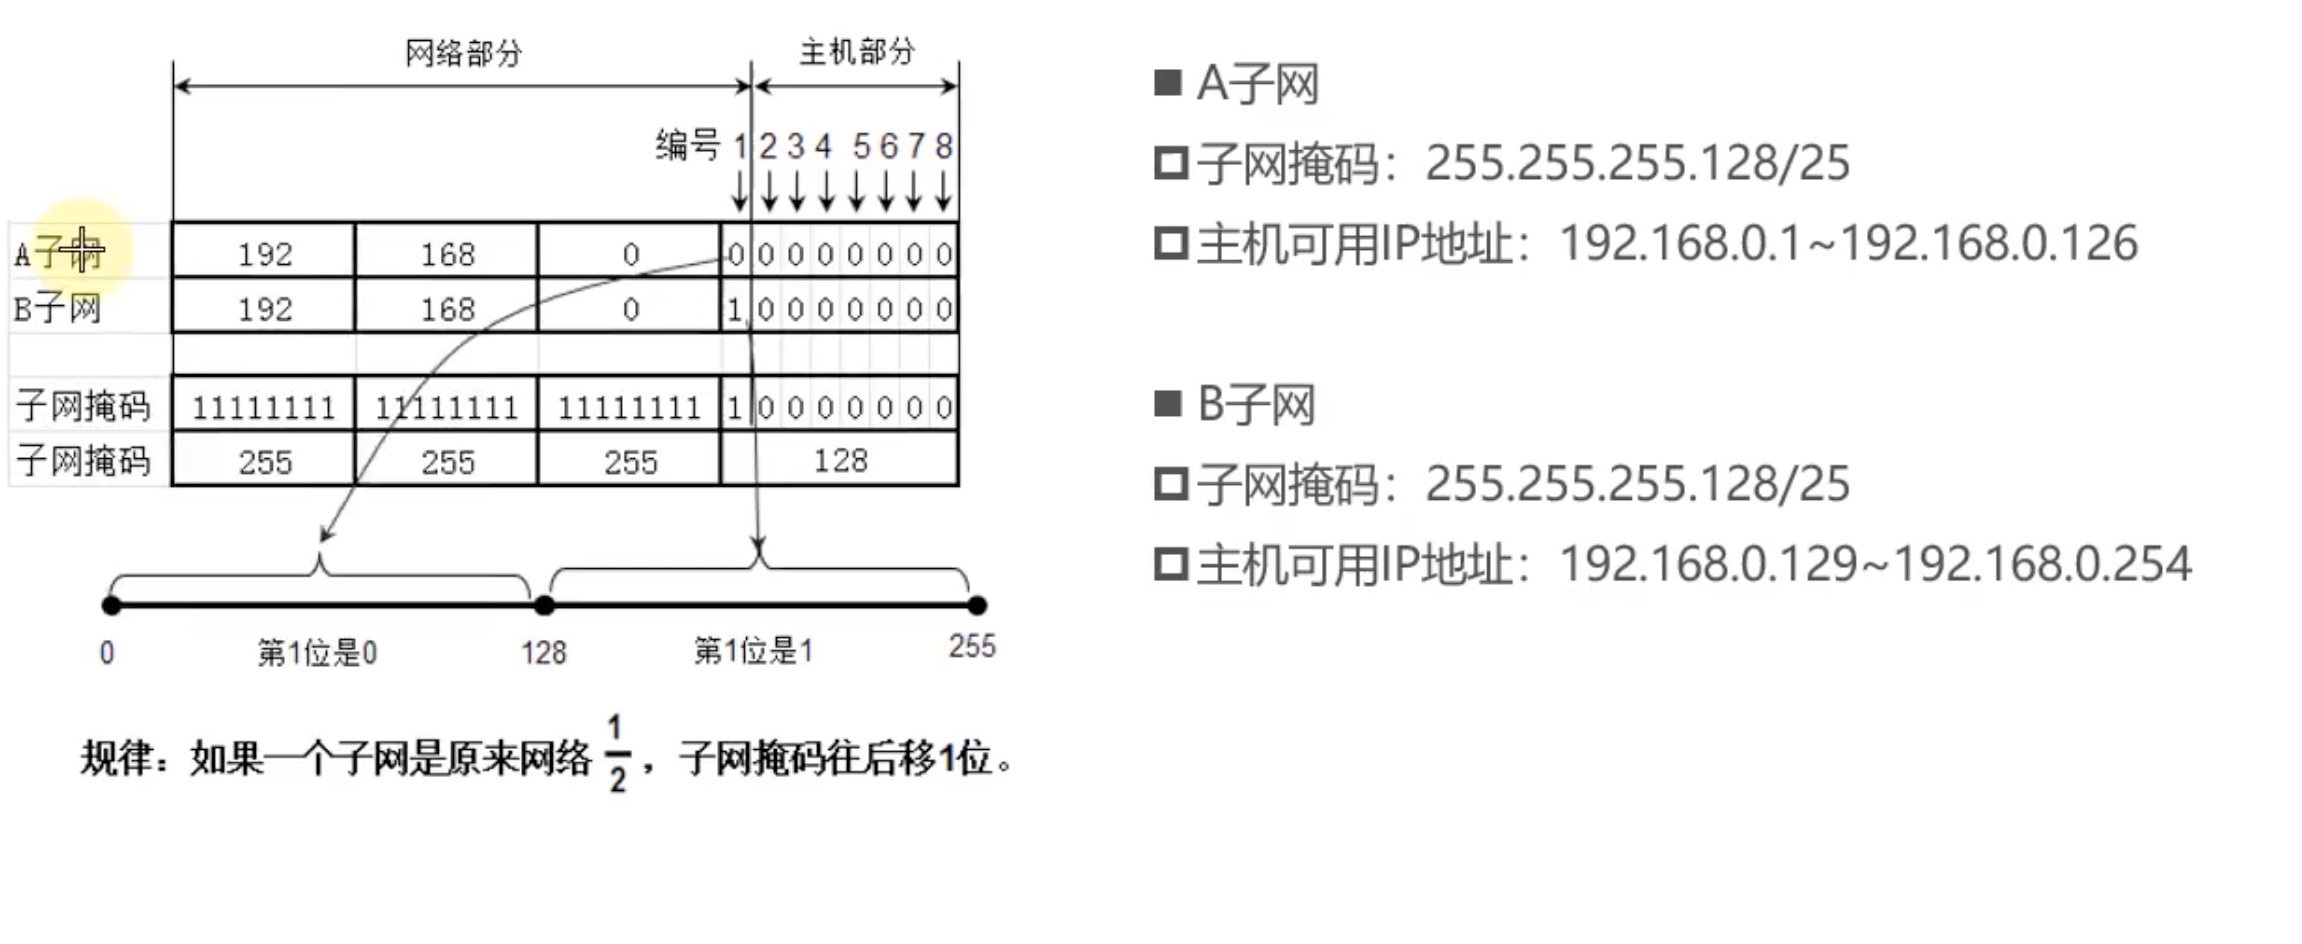 网络部分 主机部分
编号 1 2 3 4 5 6 7 8
A子网 192 168 0 0 0 0 0 0 0 0 0
B子网 192 168 0 1 0 0 0 0 0 0 0
子网掩码 11111111 11111111 11111111 1 0 0 0 0 0 0 0
子网掩码 255 255 255 128
0 第1位是0 128 第1位是1 255
规律：如果一个子网是原来网络 1/2 ，子网掩码往后移1位。
■ A子网
子网掩码：255.255.255.128/25
主机可用IP地址：192.168.0.1~192.168.0.126
■ B子网
子网掩码：255.255.255.128/25
主机可用IP地址：192.168.0.129~192.168.0.254